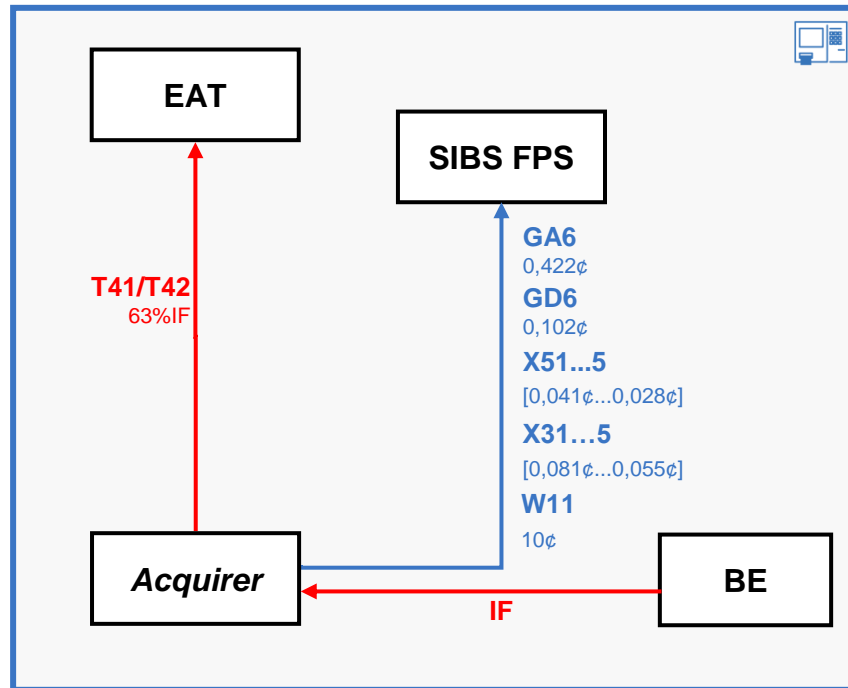 EAT
SIBS FPS
GA6
0,422¢
GD6
0,102¢
T41/T42
63%IF
X51...5
[0,041¢...0,028¢]
X31…5
[0,081¢...0,055¢]
W11
10¢
Acquirer
BE
IF